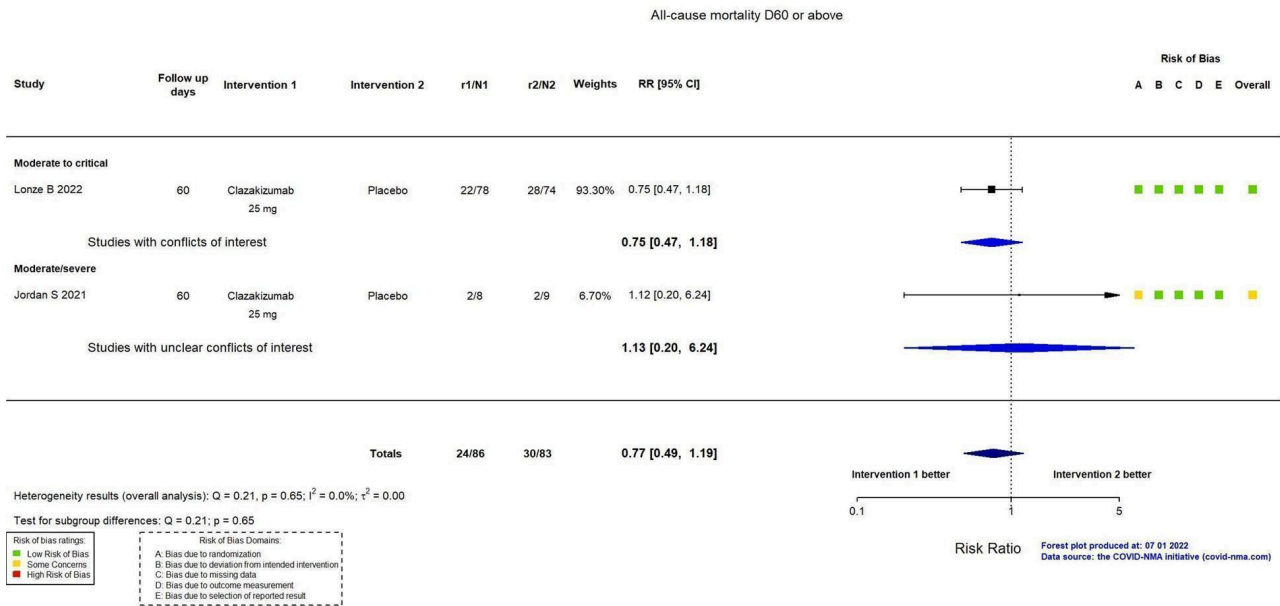 All-cause mortality D60 or above
Risk of Bias
Study Follow up days Intervention 1 Intervention 2 r1/N1 r2/N2 Weights RR [95% CI] A B C D E Overall
Moderate to critical
Lonze B 2022 60 Clazakizumab Placebo 22/78 28/74 93.30% 0.75 [0.47, 1.18]
25 mg
Studies with conflicts of interest 0.75 [0.47, 1.18]
Moderate/severe
Jordan S 2021 60 Clazakizumab Placebo 2/8 2/9 6.70% 1.12 [0.20, 6.24]
25 mg
Studies with unclear conflicts of interest 1.13 [0.20, 6.24]
Totals 24/86 30/83 0.77 [0.49, 1.19]
Intervention 1 better Intervention 2 better
Heterogeneity results (overall analysis): Q = 0.21, p = 0.65; I² = 0.0%; τ² = 0.00
0.1 1 5
Test for subgroup differences: Q = 0.21; p = 0.65
Risk Ratio
Forest plot produced at: 07 01 2022
Data source: the COVID-NMA initiative (covid-nma.com)
Risk of bias ratings:
Low Risk of Bias
Some Concerns
High Risk of Bias
Risk of Bias Domains:
A: Bias due to randomization
B: Bias due to deviation from intended intervention
C: Bias due to missing data
D: Bias due to outcome measurement
E: Bias due to selection of reported result